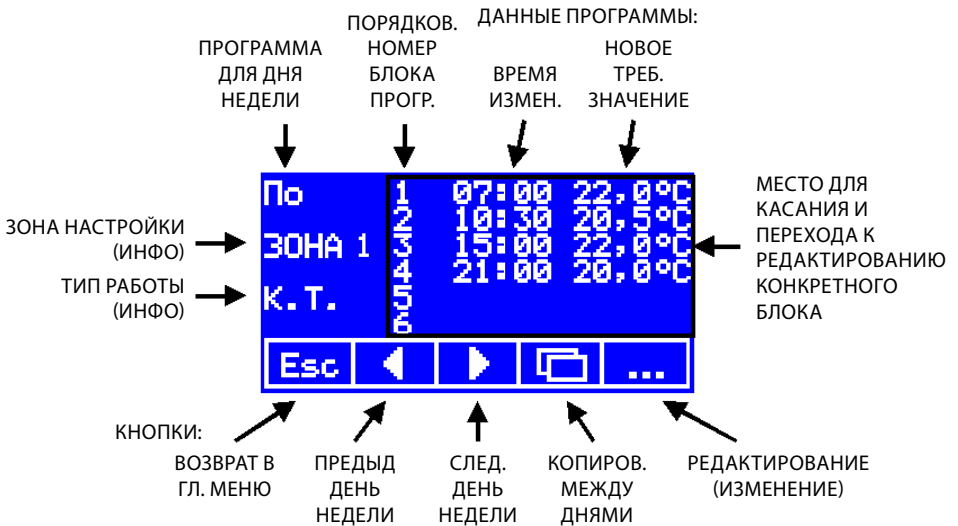 ПРОГРАММА
ДЛЯ ДНЯ
НЕДЕЛИ
ПОРЯДКОВ.
НОМЕР
БЛОКА
ПРОГР.
ДАННЫЕ ПРОГРАММЫ:
ВРЕМЯ
ИЗМЕН.
НОВОЕ
ТРЕБ.
ЗНАЧЕНИЕ
ЗОНА НАСТРОЙКИ
(ИНФО)
ТИП РАБОТЫ
(ИНФО)
По
ЗОНА 1
К.Т.
1 07:00 22,0°C
2 10:30 20,5°C
3 15:00 22,0°C
4 21:00 20,0°C
5
6
Esc
...
МЕСТО ДЛЯ
КАСАНИЯ И
ПЕРЕХОДА К
РЕДАКТИРОВАНИЮ
КОНКРЕТНОГО
БЛОКА
КНОПКИ:
ВОЗВРАТ В
ГЛ. МЕНЮ
ПРЕДЫД
ДЕНЬ
НЕДЕЛИ
СЛЕД.
ДЕНЬ
НЕДЕЛИ
КОПИРОВ.
МЕЖДУ
ДНЯМИ
РЕДАКТИРОВАНИЕ
(ИЗМЕНЕНИЕ)